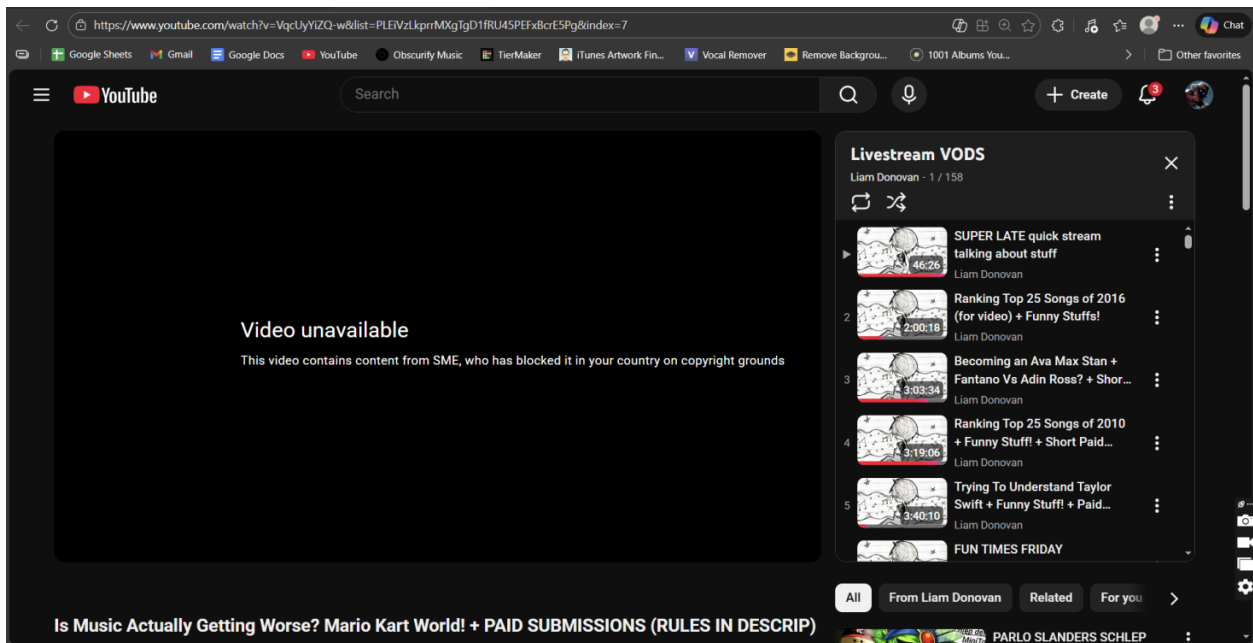 https://www.youtube.com/watch?v=VqcUyYiZQ-w&list=PLEiVzLkprrMXgTgD1fRU45PEFxBcrE5Pg&index=7
Chat
Google Sheets
Gmail
Google Docs
YouTube
Obscurify Music
TierMaker
iTunes Artwork Fin...
Vocal Remover
Remove Backgrou...
1001 Albums You...
Other favorites
YouTube
Search
Create
3
Video unavailable
This video contains content from SME, who has blocked it in your country on copyright grounds
Is Music Actually Getting Worse? Mario Kart World! + PAID SUBMISSIONS (RULES IN DESCRIP)
Livestream VODS
Liam Donovan - 1 / 158
46:26
SUPER LATE quick stream
talking about stuff
Liam Donovan
2
2:00:18
Ranking Top 25 Songs of 2016
(for video) + Funny Stuffs!
Liam Donovan
3
3:03:34
Becoming an Ava Max Stan +
Fantano Vs Adin Ross? + Shor...
Liam Donovan
4
3:19:06
Ranking Top 25 Songs of 2010
+ Funny Stuff! + Short Paid...
Liam Donovan
5
3:40:10
Trying To Understand Taylor
Swift + Funny Stuff! + Paid...
Liam Donovan
FUN TIMES FRIDAY
All
From Liam Donovan
Related
For you
PARLO SLANDERS SCHLEP